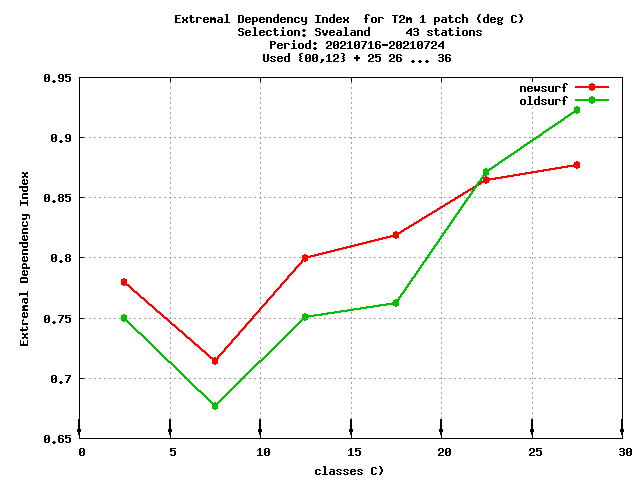 Extremal Dependency Index  for T2m 1 patch (deg C)
Selection: Svealand     43 stations
Period: 20210716-20210724
Used {00,12} + 25 26 ... 36
newsurf
oldsurf
Extremal Dependency Index
0.95
0.9
0.85
0.8
0.75
0.7
0.65
0 5 10 15 20 25 30
classes C)